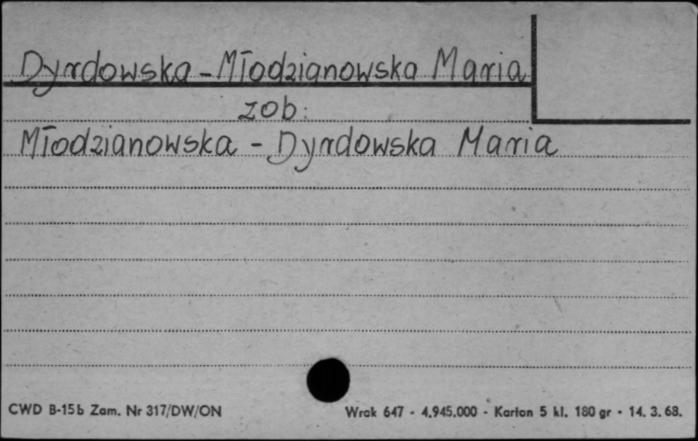 Dyrdowska - Młodzianowska Maria
zob:
Młodzianowska - Dyrdowska Maria
CWD B-15b Zam. Nr 317/DW/ON
Wrak 647 - 4.945.000 - Karton 5 kl. 180 gr - 14. 3. 68.